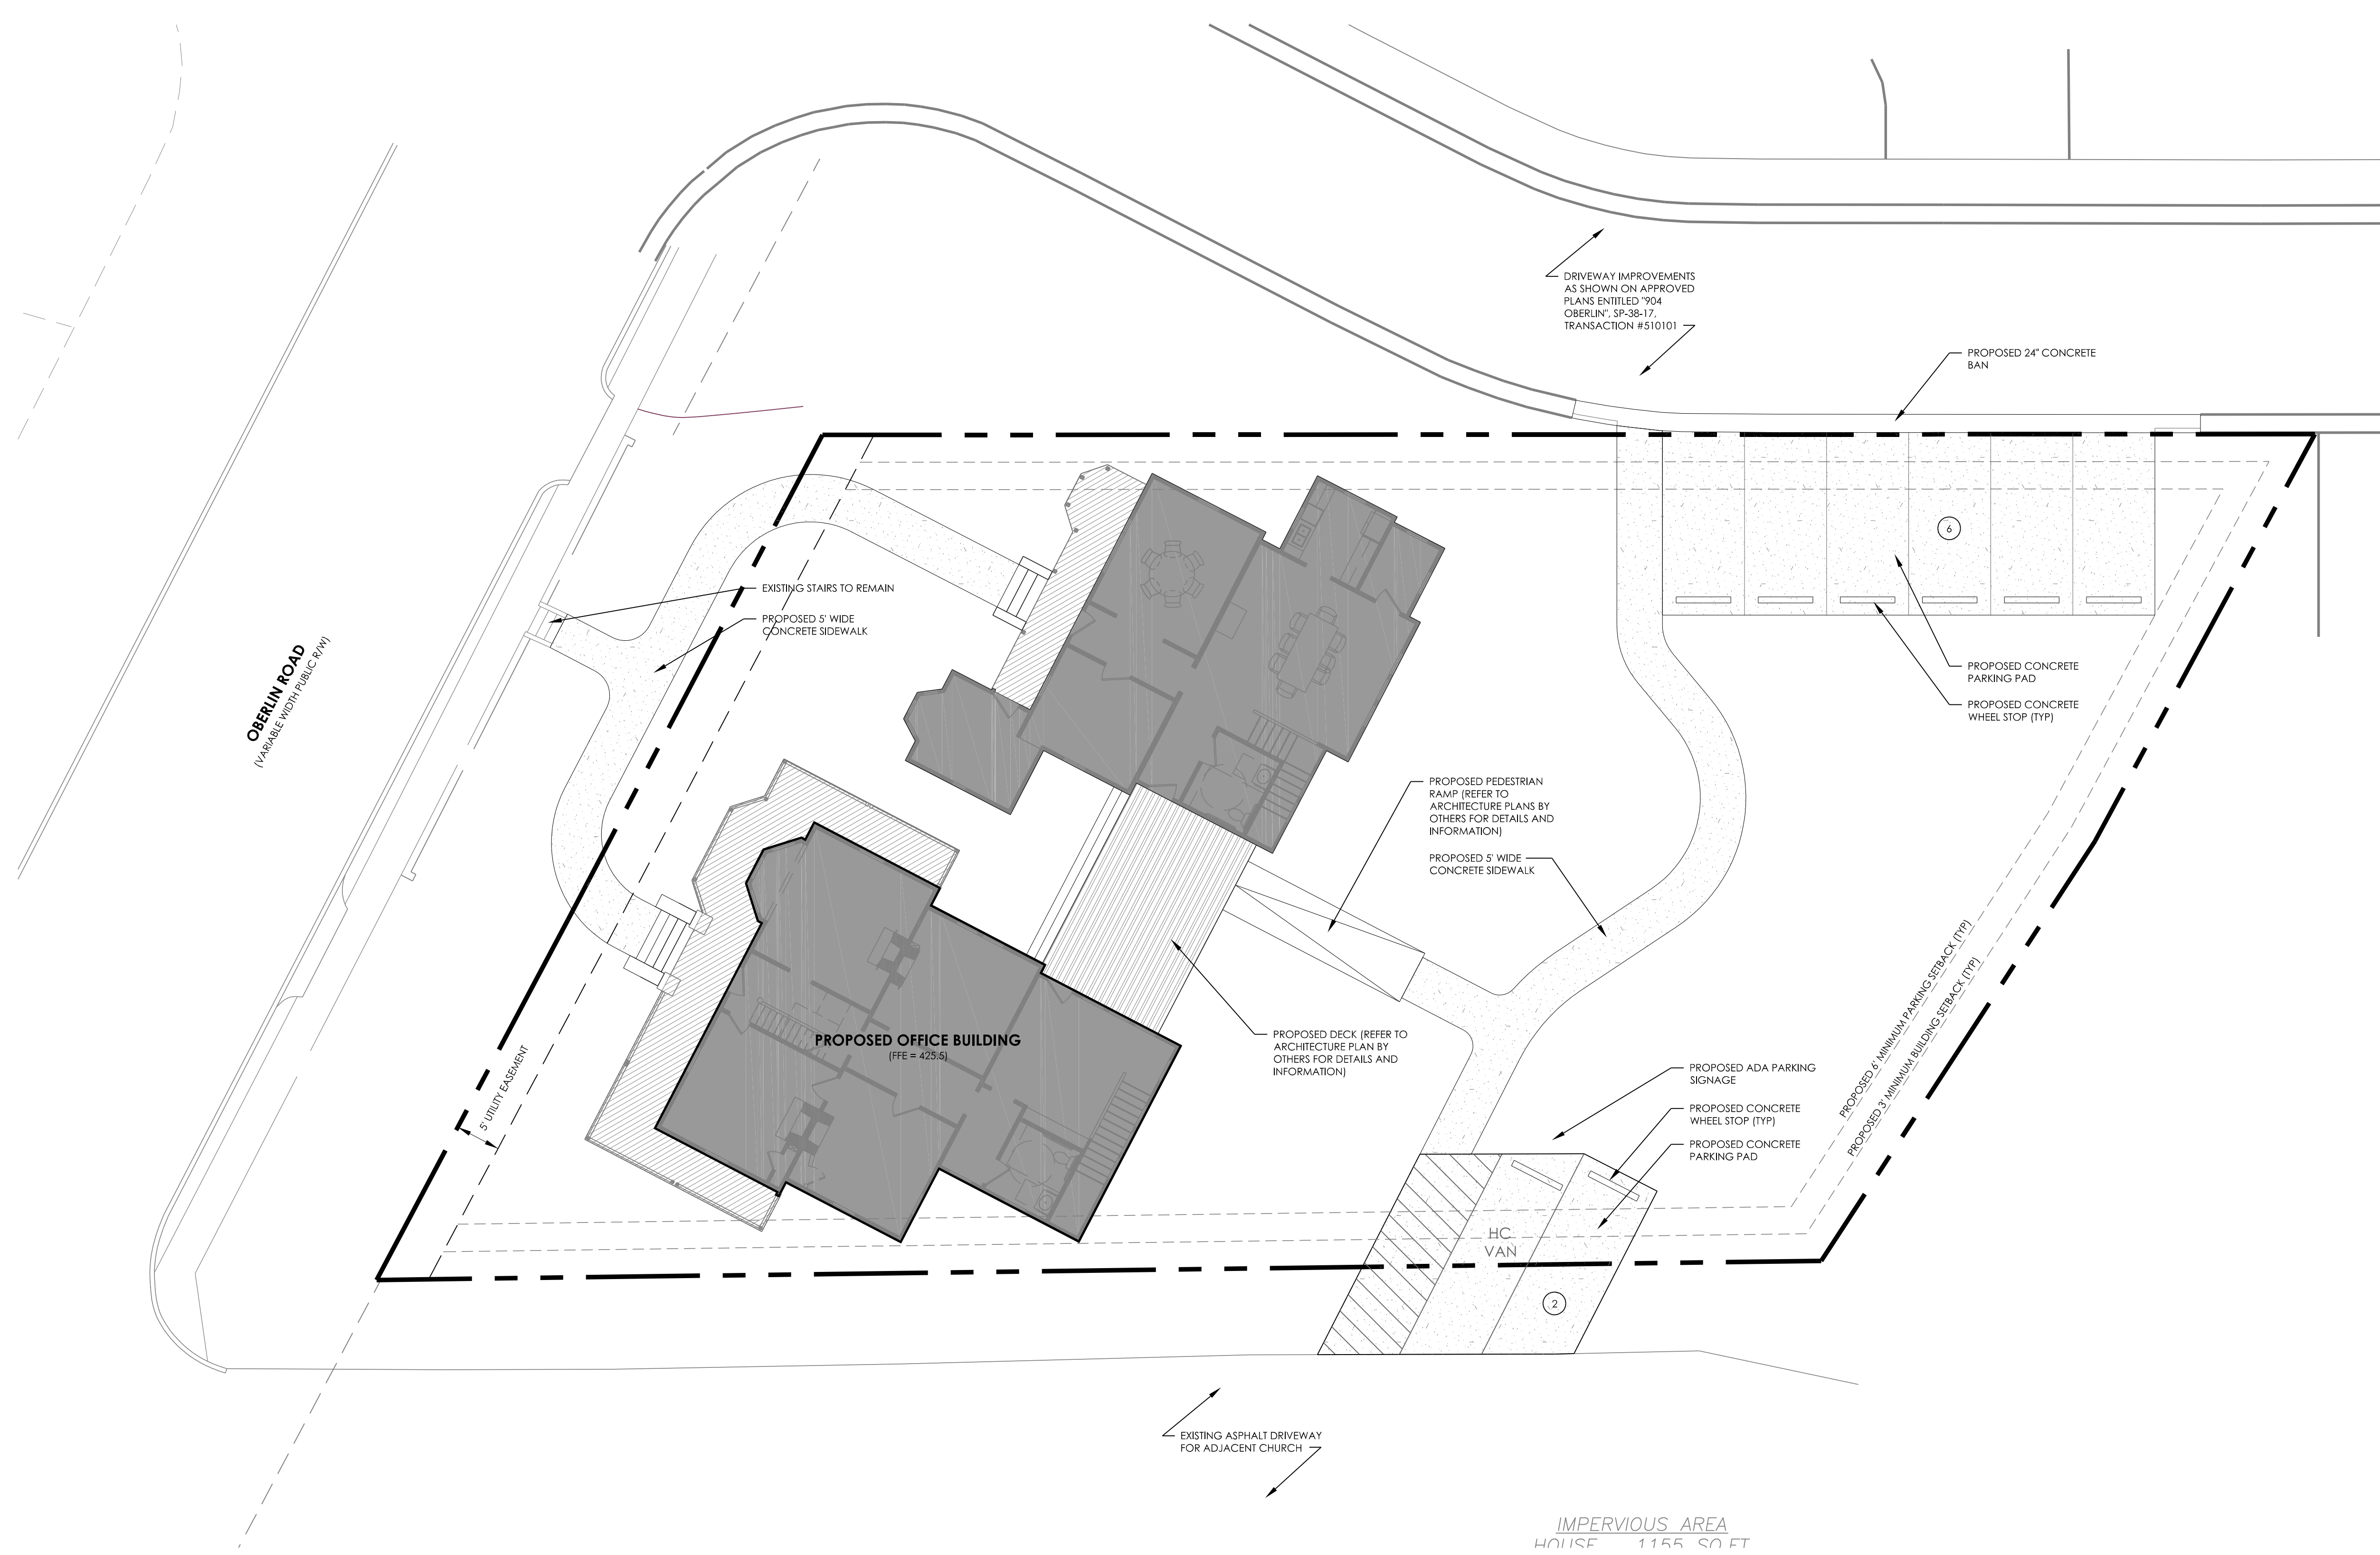 DRIVEWAY IMPROVEMENTS
AS SHOWN ON APPROVED
PLANS ENTITLED "904
OBERLIN", SP-38-17,
TRANSACTION #510101
PROPOSED 24" CONCRETE
BAN
6
EXISTING STAIRS TO REMAIN
PROPOSED 5' WIDE
CONCRETE SIDEWALK
OBERLIN ROAD
(VARIABLE WIDTH PUBLIC R/W)
PROPOSED CONCRETE
PARKING PAD
PROPOSED CONCRETE
WHEEL STOP (TYP)
PROPOSED PEDESTRIAN
RAMP (REFER TO
ARCHITECTURE PLANS BY
OTHERS FOR DETAILS AND
INFORMATION)
PROPOSED 5' WIDE
CONCRETE SIDEWALK
PROPOSED OFFICE BUILDING
(FFE = 425.5)
PROPOSED DECK (REFER TO
ARCHITECTURE PLAN BY
OTHERS FOR DETAILS AND
INFORMATION)
PROPOSED 6' MINIMUM PARKING SETBACK (TYP)
PROPOSED 3' MINIMUM BUILDING SETBACK (TYP)
5' UTILITY EASEMENT
PROPOSED ADA PARKING
SIGNAGE
PROPOSED CONCRETE
WHEEL STOP (TYP)
PROPOSED CONCRETE
PARKING PAD
HC
VAN
2
EXISTING ASPHALT DRIVEWAY
FOR ADJACENT CHURCH
IMPERVIOUS AREA
HOUSE 1155 SQ.FT